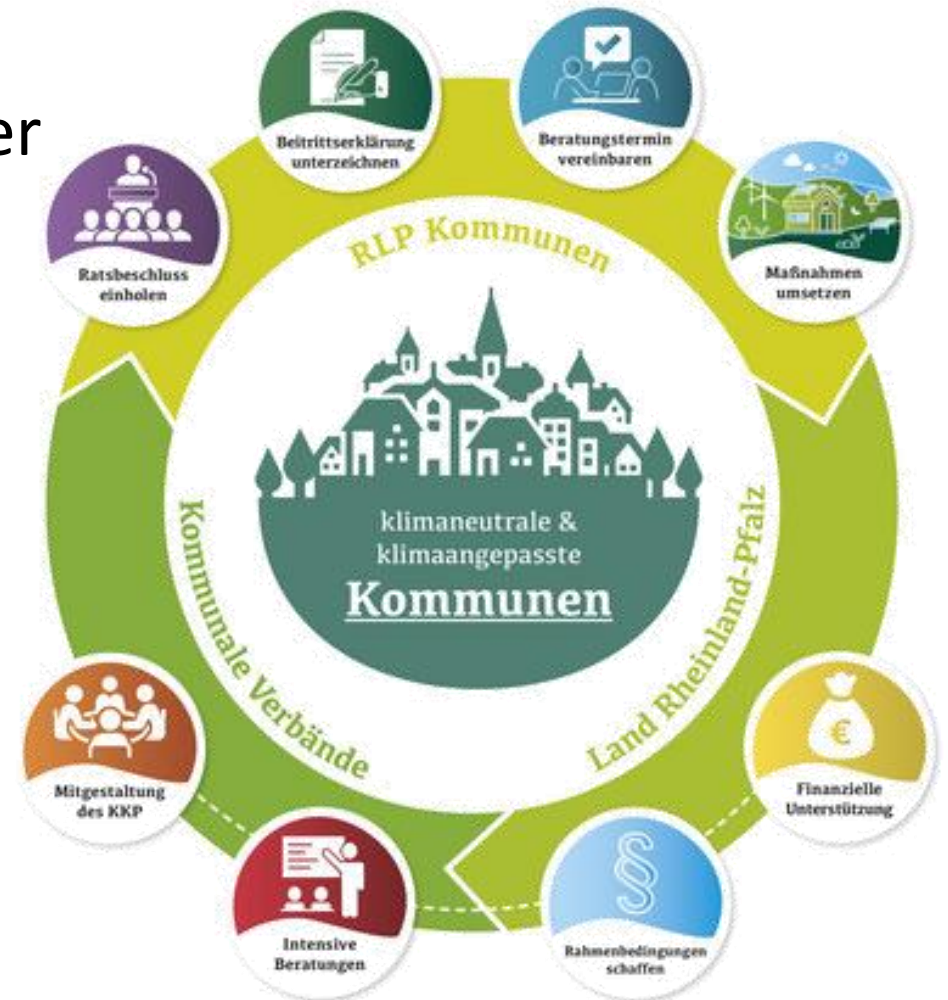 er
Beitrittserklärung
unterzeichnen
Beratungstermin
vereinbaren
Ratsbeschluss
einholen
Maßnahmen
umsetzen
RLP Kommunen
klimaneutrale &
klimaangepasste
Kommunen
Kommunale Verbände
Land Rheinland-Pfalz
Mitgestaltung
des KKP
Finanzielle
Unterstützung
€
Intensive
Beratungen
§
Rahmenbedingungen
schaffen